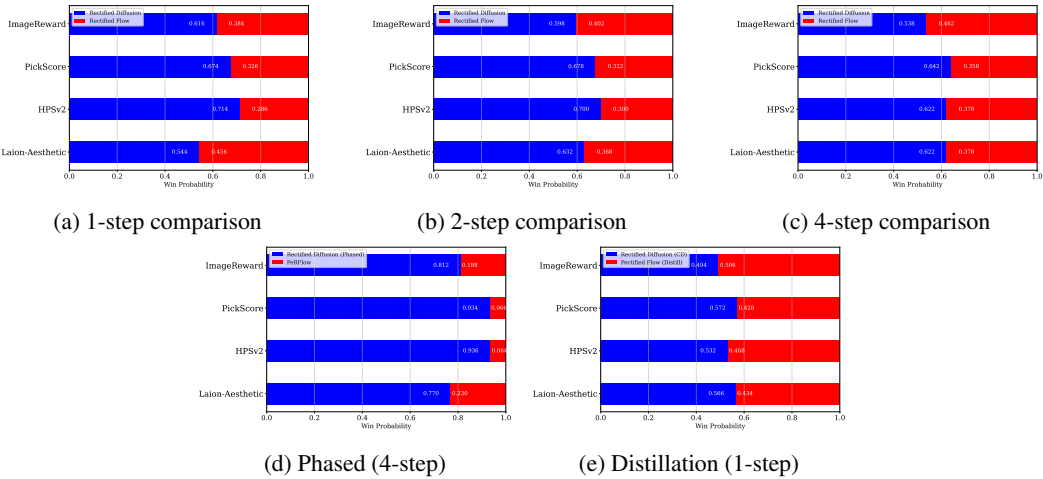 Rectified Diffusion
Rectified Flow
ImageReward 0.616 0.384
PickScore 0.674 0.326
HPSv2 0.714 0.286
Laion-Aesthetic 0.544 0.456
0.0 0.2 0.4 0.6 0.8 1.0
Win Probability
(a) 1-step comparison
Rectified Diffusion
Rectified Flow
ImageReward 0.598 0.402
PickScore 0.678 0.322
HPSv2 0.700 0.300
Laion-Aesthetic 0.632 0.368
0.0 0.2 0.4 0.6 0.8 1.0
Win Probability
(b) 2-step comparison
Rectified Diffusion
Rectified Flow
ImageReward 0.538 0.462
PickScore 0.642 0.358
HPSv2 0.622 0.378
Laion-Aesthetic 0.622 0.378
0.0 0.2 0.4 0.6 0.8 1.0
Win Probability
(c) 4-step comparison
Rectified Diffusion (Phased)
PeRFlow
ImageReward 0.812 0.188
PickScore 0.934 0.066
HPSv2 0.936 0.064
Laion-Aesthetic 0.770 0.230
0.0 0.2 0.4 0.6 0.8 1.0
Win Probability
(d) Phased (4-step)
Rectified Diffusion (CD)
Rectified Flow (Distill)
ImageReward 0.494 0.506
PickScore 0.572 0.428
HPSv2 0.532 0.468
Laion-Aesthetic 0.566 0.434
0.0 0.2 0.4 0.6 0.8 1.0
Win Probability
(e) Distillation (1-step)